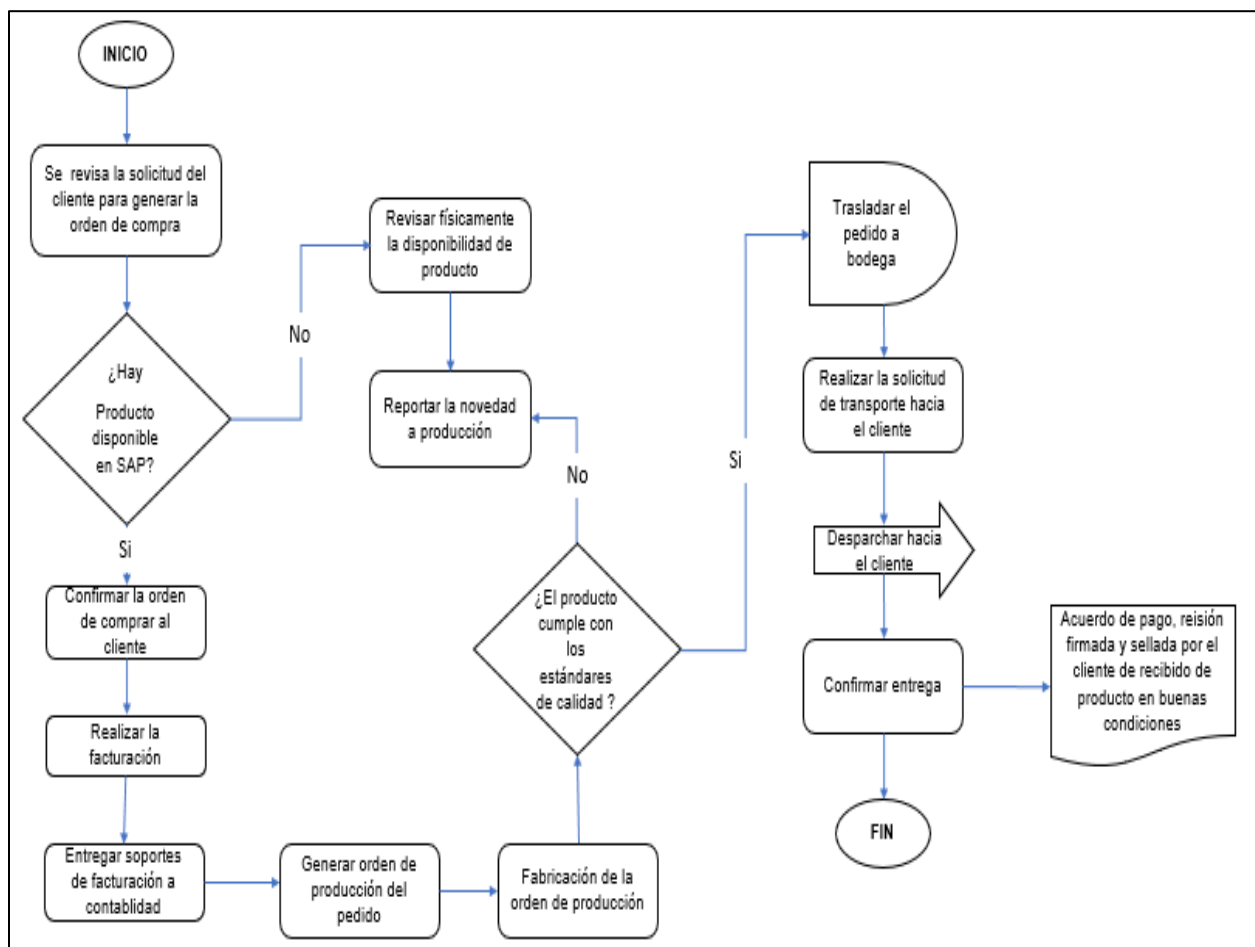 INICIO
Se revisa la solicitud del
cliente para generar la
orden de compra
¿Hay
Producto
disponible
en SAP?
No
Revisar físicamente
la disponibilidad de
producto
Reportar la novedad
a producción
Si
Confirmar la orden
de comprar al
cliente
Realizar la
facturación
Entregar soportes
de facturación a
contablidad
Generar orden de
producción del
pedido
Fabricación de la
orden de producción
¿El producto
cumple con
los
estándares
de calidad ?
No
Si
Trasladar el
pedido a
bodega
Realizar la solicitud
de transporte hacia
el cliente
Desparchar hacia
el cliente
Confirmar entrega
Acuerdo de pago, reisión
firmada y sellada por el
cliente de recibido de
producto en buenas
condiciones
FIN